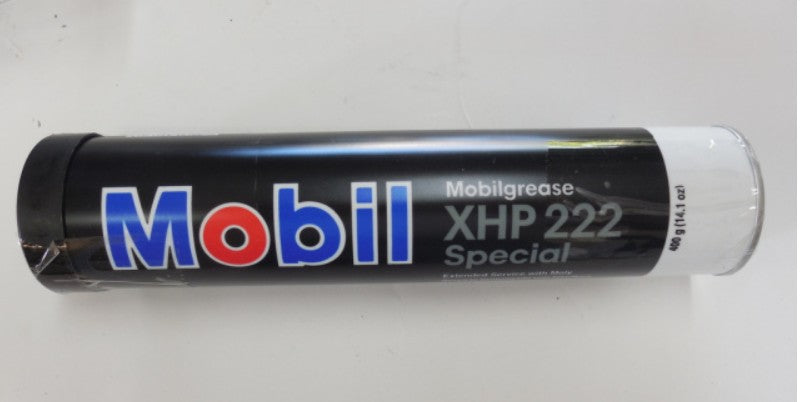 Mobil
Mobilgrease
XHP 222
Special
Extended Service with Moly
400 g (14.1 oz)